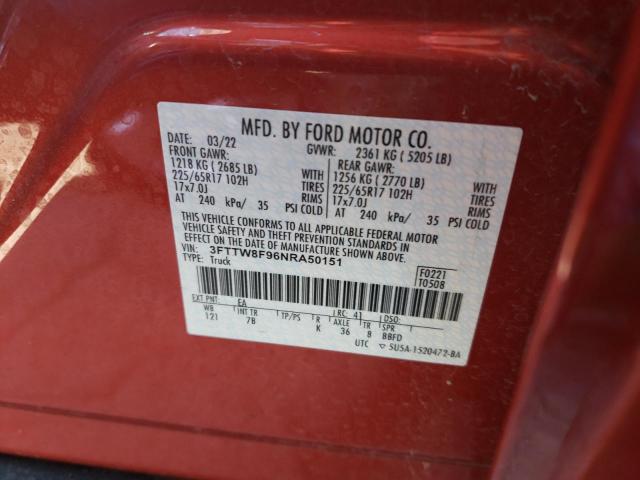 MFD. BY FORD MOTOR CO.
DATE: 03/22 GVWR: 2361 KG ( 5205 LB)
FRONT GAWR: REAR GAWR:
1218 KG ( 2685 LB) WITH 1256 KG ( 2770 LB) WITH
225/65R17 102H TIRES 225/65R17 102H TIRES
17x7.0J RIMS 17x7.0J RIMS
AT 240 kPa/ 35 PSI COLD AT 240 kPa/ 35 PSI COLD
THIS VEHICLE CONFORMS TO ALL APPLICABLE FEDERAL MOTOR
VEHICLE SAFETY AND THEFT PREVENTION STANDARDS IN
EFFECT ON THE DATE OF MANUFACTURE SHOWN ABOVE.
VIN: 3FTTW8F96NRA50151
TYPE: Truck
F0221
T0508
EXT PNT: EA RC: 41 DSO:
WB INT TR TP/PS R AXLE TR SPR
121 7B K 36 8 BBFD
UTC ▽ 5U5A-1520472-BA